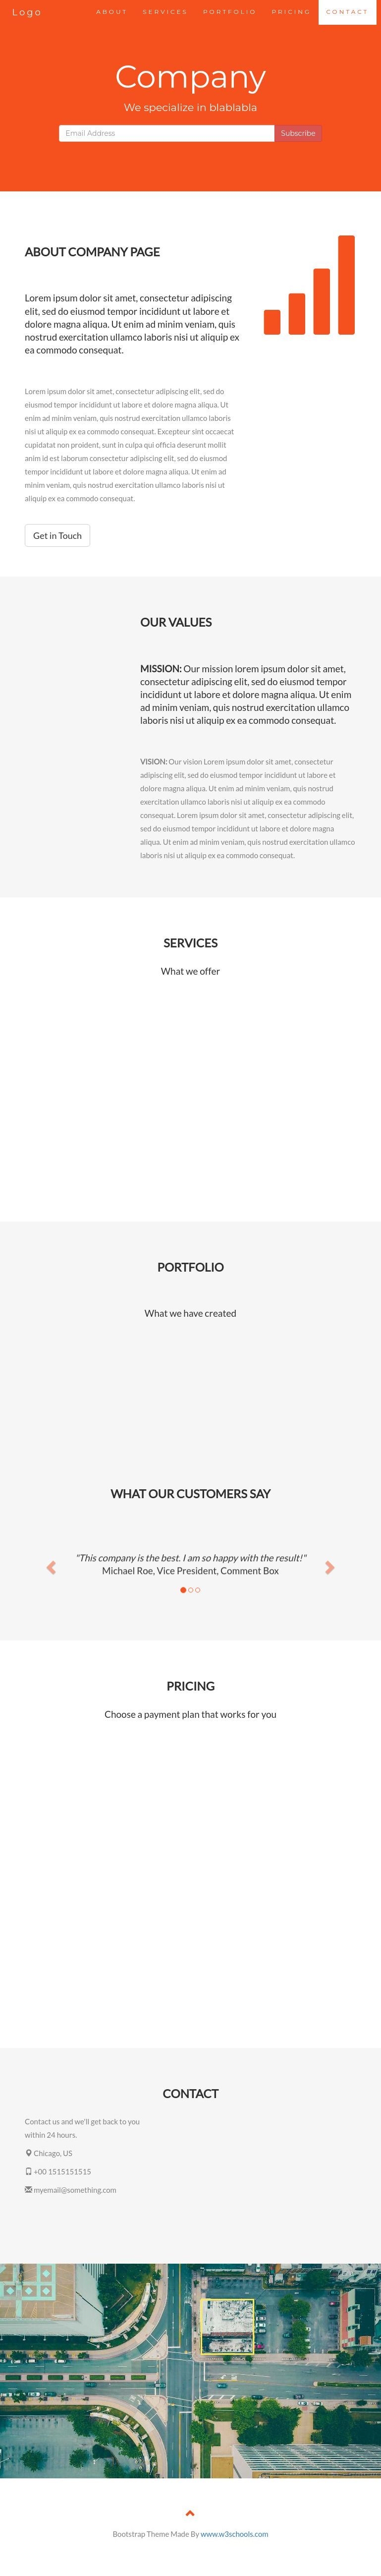 Logo
ABOUT SERVICES PORTFOLIO PRICING CONTACT
Company
We specialize in blablabla
Email Address Subscribe
ABOUT COMPANY PAGE
Lorem ipsum dolor sit amet, consectetur adipiscing
elit, sed do eiusmod tempor incididunt ut labore et
dolore magna aliqua. Ut enim ad minim veniam, quis
nostrud exercitation ullamco laboris nisi ut aliquip ex
ea commodo consequat.
Lorem ipsum dolor sit amet, consectetur adipiscing elit, sed do
eiusmod tempor incididunt ut labore et dolore magna aliqua. Ut
enim ad minim veniam, quis nostrud exercitation ullamco laboris
nisi ut aliquip ex ea commodo consequat. Excepteur sint occaecat
cupidatat non proident, sunt in culpa qui officia deserunt mollit
anim id est laborum consectetur adipiscing elit, sed do eiusmod
tempor incididunt ut labore et dolore magna aliqua. Ut enim ad
minim veniam, quis nostrud exercitation ullamco laboris nisi ut
aliquip ex ea commodo consequat.
Get in Touch
OUR VALUES
MISSION: Our mission lorem ipsum dolor sit amet,
consectetur adipiscing elit, sed do eiusmod tempor
incididunt ut labore et dolore magna aliqua. Ut enim
ad minim veniam, quis nostrud exercitation ullamco
laboris nisi ut aliquip ex ea commodo consequat.
VISION: Our vision Lorem ipsum dolor sit amet, consectetur
adipiscing elit, sed do eiusmod tempor incididunt ut labore et
dolore magna aliqua. Ut enim ad minim veniam, quis nostrud
exercitation ullamco laboris nisi ut aliquip ex ea commodo
consequat. Lorem ipsum dolor sit amet, consectetur adipiscing elit,
sed do eiusmod tempor incididunt ut labore et dolore magna
aliqua. Ut enim ad minim veniam, quis nostrud exercitation ullamco
laboris nisi ut aliquip ex ea commodo consequat.
SERVICES
What we offer
PORTFOLIO
What we have created
WHAT OUR CUSTOMERS SAY
"This company is the best. I am so happy with the result!"
Michael Roe, Vice President, Comment Box
PRICING
Choose a payment plan that works for you
CONTACT
Contact us and we'll get back to you
within 24 hours.
Chicago, US
+00 1515151515
myemail@something.com
Bootstrap Theme Made By www.w3schools.com